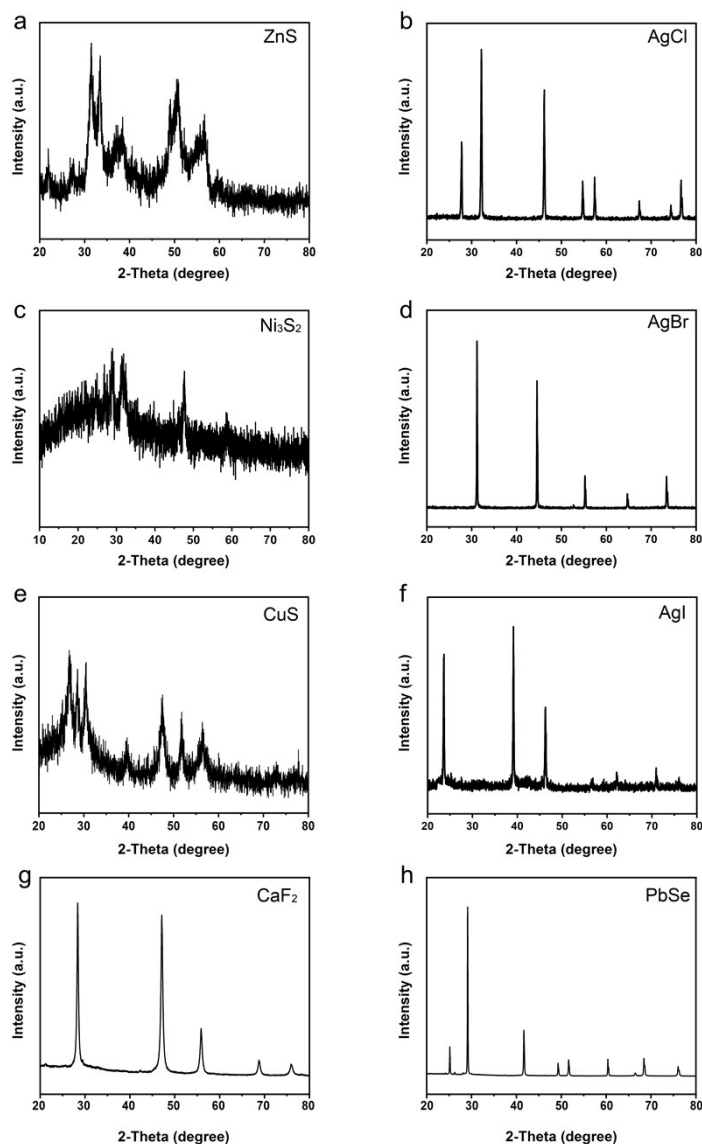 a
ZnS
Intensity (a.u.)
20 30 40 50 60 70 80
2-Theta (degree)
b
AgCl
Intensity (a.u.)
20 30 40 50 60 70 80
2-Theta (degree)
c
Ni₃S₂
Intensity (a.u.)
10 20 30 40 50 60 70 80
2-Theta (degree)
d
AgBr
Intensity (a.u.)
20 30 40 50 60 70 80
2-Theta (degree)
e
CuS
Intensity (a.u.)
20 30 40 50 60 70 80
2-Theta (degree)
f
AgI
Intensity (a.u.)
20 30 40 50 60 70 80
2-Theta (degree)
g
CaF₂
Intensity (a.u.)
20 30 40 50 60 70 80
2-Theta (degree)
h
PbSe
Intensity (a.u.)
20 30 40 50 60 70 80
2-Theta (degree)